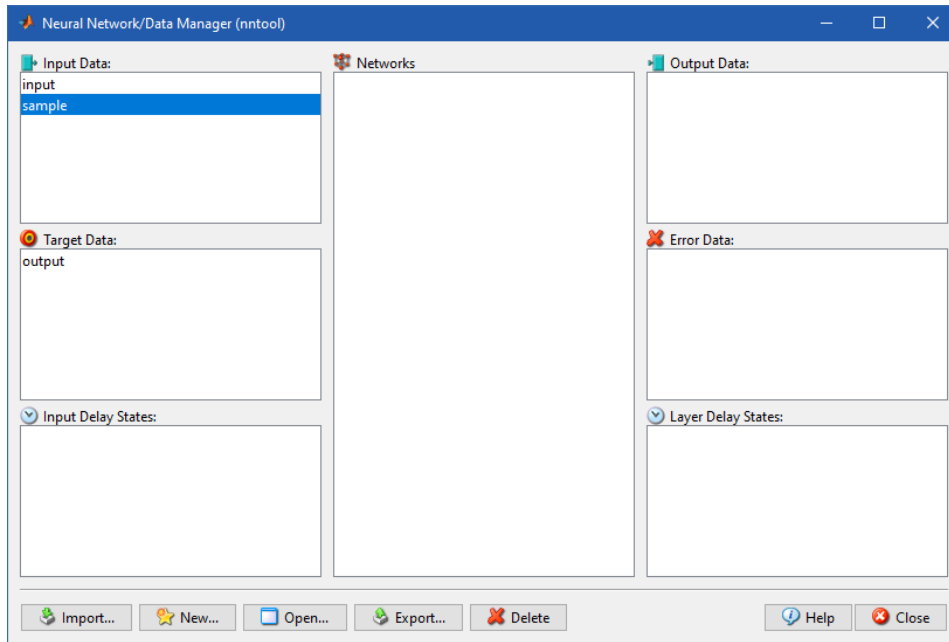 Neural Network/Data Manager (nntool)
Input Data:
input
sample
Networks
Output Data:
Target Data:
output
Error Data:
Input Delay States:
Layer Delay States:
Import... New... Open... Export... Delete Help Close